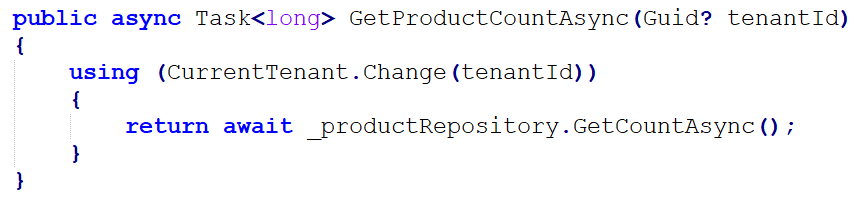 public async Task<long> GetProductCountAsync(Guid? tenantId)
{
    using (CurrentTenant.Change(tenantId))
    {
        return await _productRepository.GetCountAsync();
    }
}